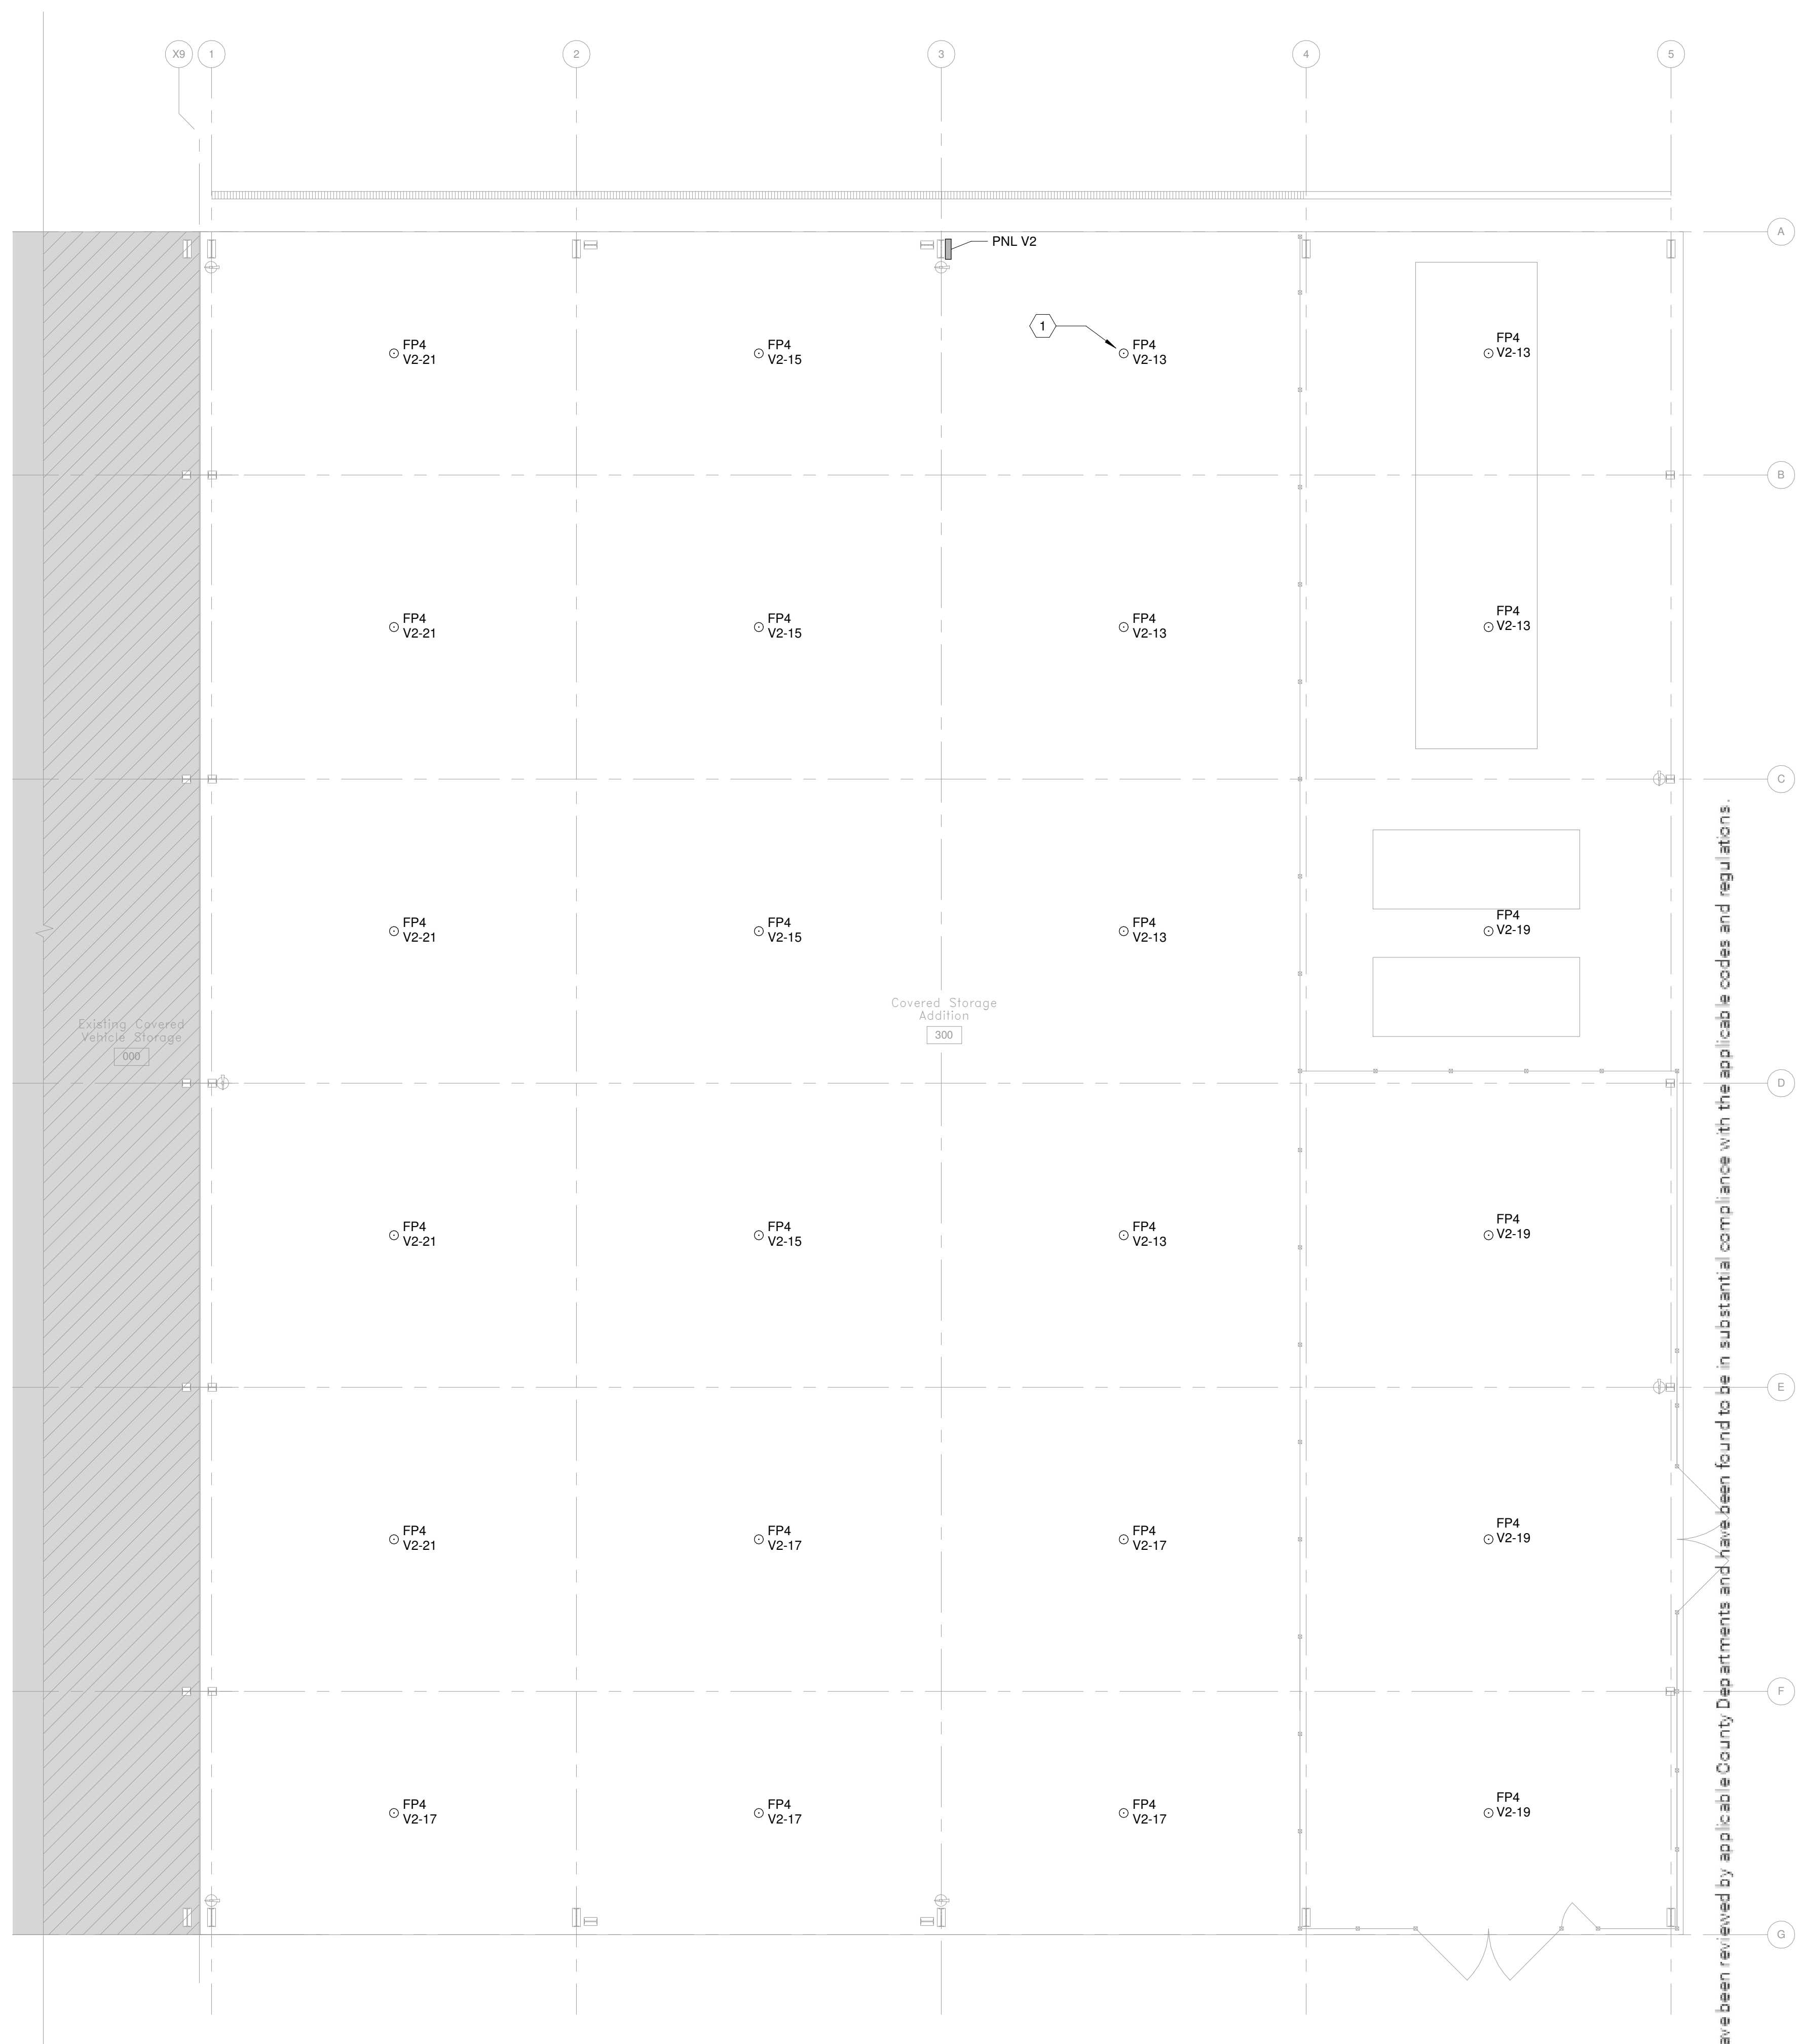 X9
1
2
3
4
5
A
PNL V2
1
FP4
V2-21
FP4
V2-15
FP4
V2-13
FP4
V2-13
B
FP4
V2-21
FP4
V2-15
FP4
V2-13
FP4
V2-13
C
FP4
V2-21
FP4
V2-15
FP4
V2-13
FP4
V2-19
Existing Covered
Vehicle Storage
000
Covered Storage
Addition
300
D
FP4
V2-21
FP4
V2-15
FP4
V2-13
FP4
V2-19
E
FP4
V2-21
FP4
V2-17
FP4
V2-17
FP4
V2-19
F
FP4
V2-17
FP4
V2-17
FP4
V2-17
FP4
V2-19
G
been reviewed by applicable County Departments and have been found to be in substantial compliance with the applicable codes and regulations.